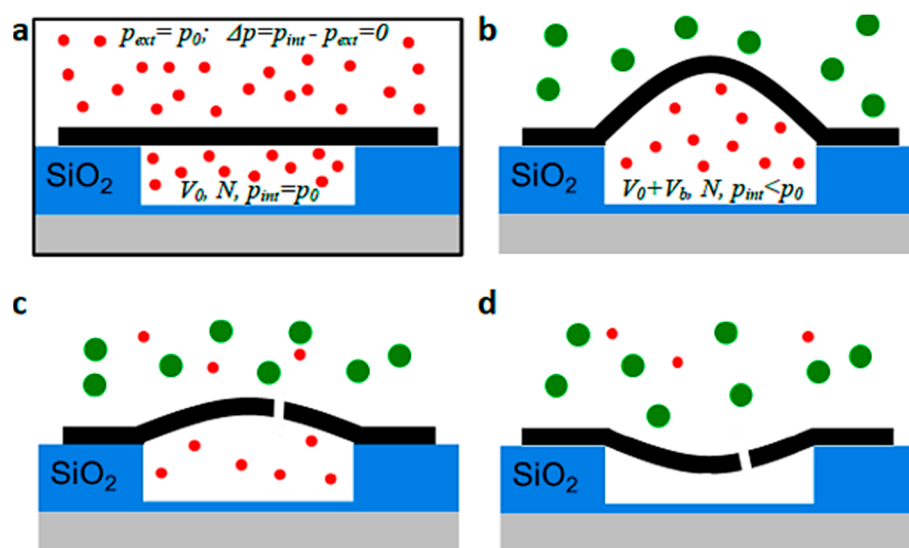 a
p_ext = p_0; Δp=p_int - p_ext=0
SiO₂
V_0, N, p_int=p_0
b
SiO₂
V_0+V_b, N, p_int<p_0
c
SiO₂
d
SiO₂